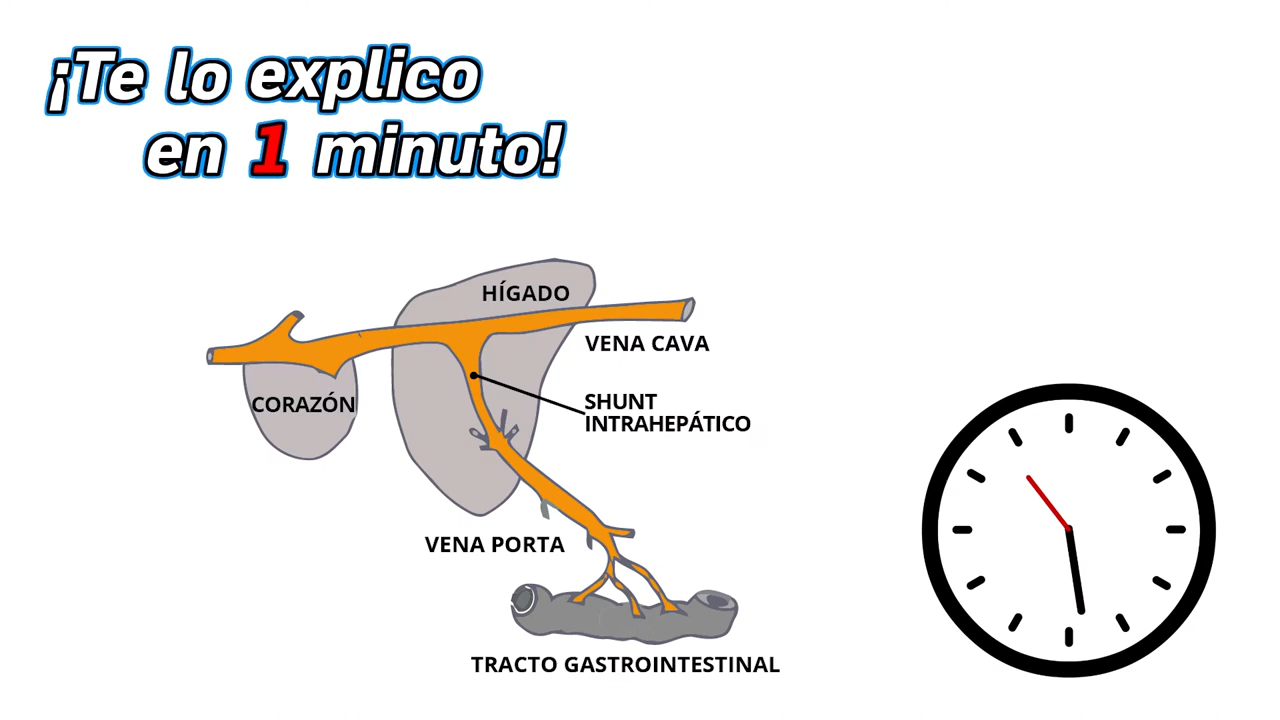 ¡Te lo explico
en 1 minuto!
HÍGADO
VENA CAVA
CORAZÓN
SHUNT
INTRAHEPÁTICO
VENA PORTA
TRACTO GASTROINTESTINAL